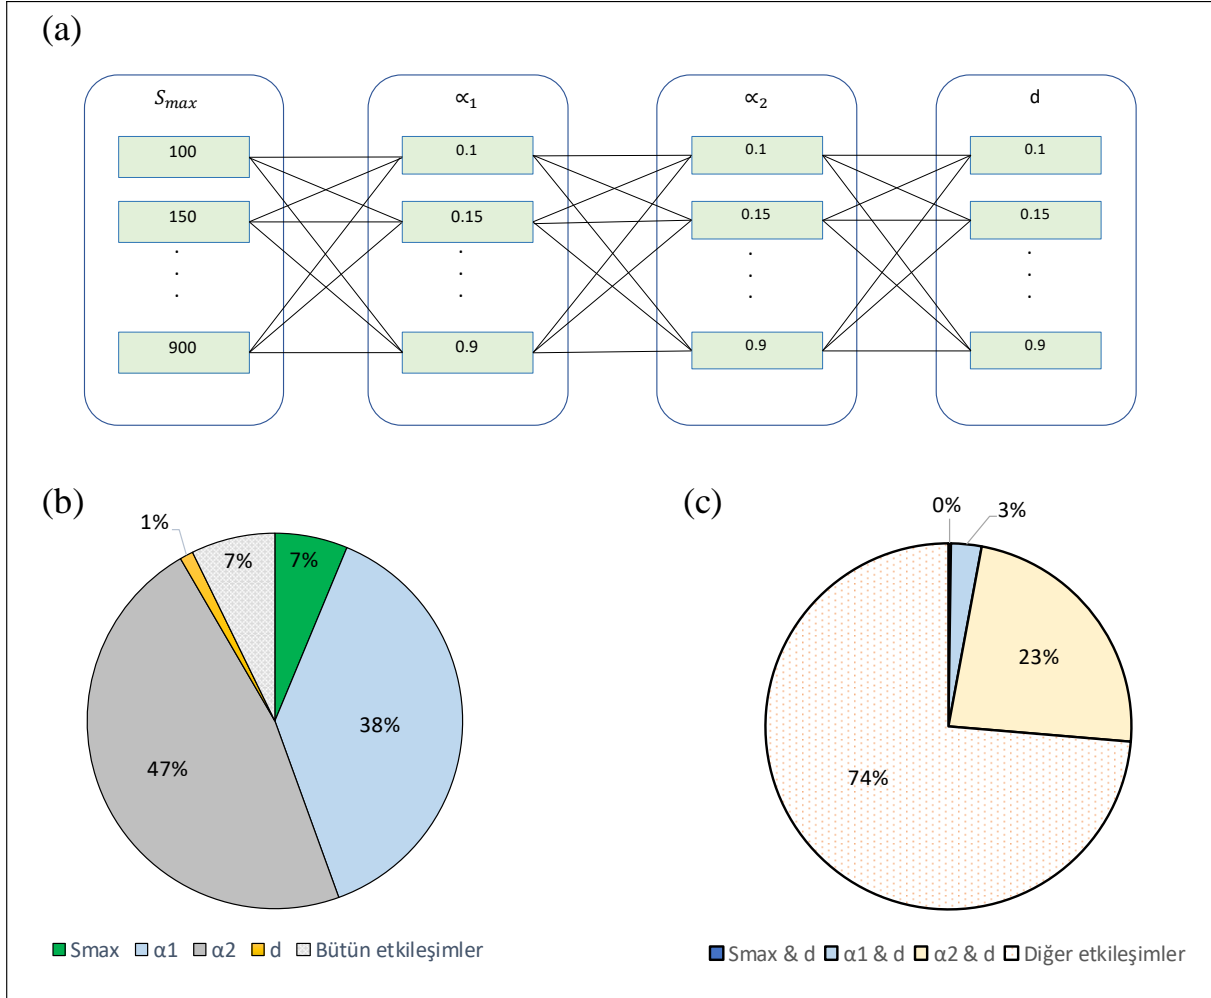 (a)
S_max ∝₁ ∝₂ d
100 0.1 0.1 0.1
150 0.15 0.15 0.15
. . . .
. . . .
. . . .
900 0.9 0.9 0.9
(b)
1%
7%
7%
38%
47%
Smax α1 α2 d Bütün etkileşimler
(c)
0%
3%
23%
74%
Smax & d α1 & d α2 & d Diğer etkileşimler